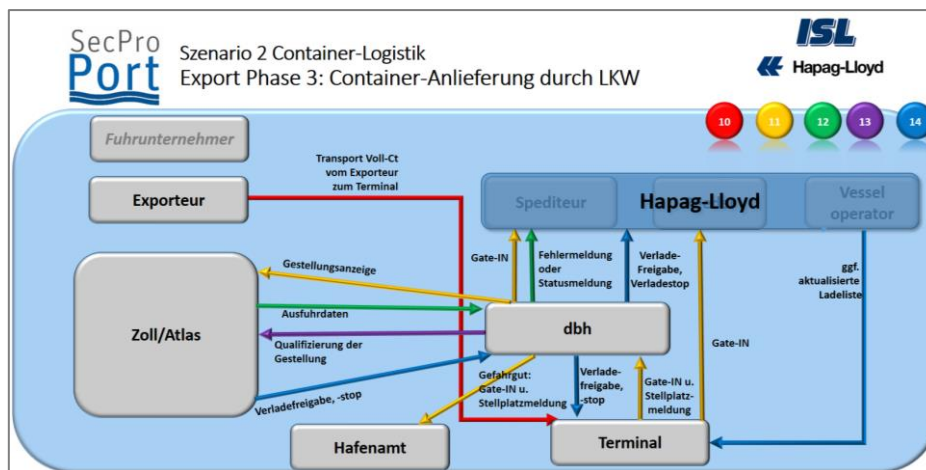 SecPro
Port
Szenario 2 Container-Logistik
Export Phase 3: Container-Anlieferung durch LKW
ISL
Hapag-Lloyd
10
11
12
13
14
Fuhrunternehmer
Exporteur
Transport Voll-Ct
vom Exporteur
zum Terminal
Spediteur
Hapag-Lloyd
Vessel
operator
Gestellungsanzeige
Gate-IN
Fehlermeldung
oder
Statusmeldung
Verlade-
Freigabe,
Verladestop
ggf.
aktualisierte
Ladeliste
Zoll/Atlas
Ausfuhrdaten
dbh
Qualifizierung der
Gestellung
Gate-IN
Verladefreigabe, -stop
Gefahrgut:
Gate-IN u.
Stellplatzmeldung
Verlade-
freigabe,
-stop
Gate-IN u.
Stellplatz-
meldung
Hafenamt
Terminal